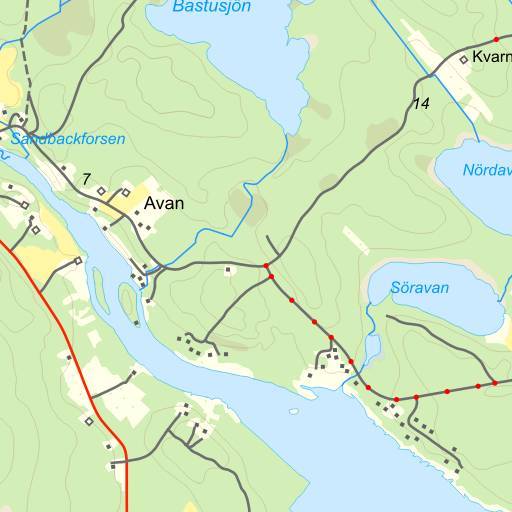 Bastusjön
Kvarn
14
Sandbackforsen
7
Nördav
Avan
Söravan